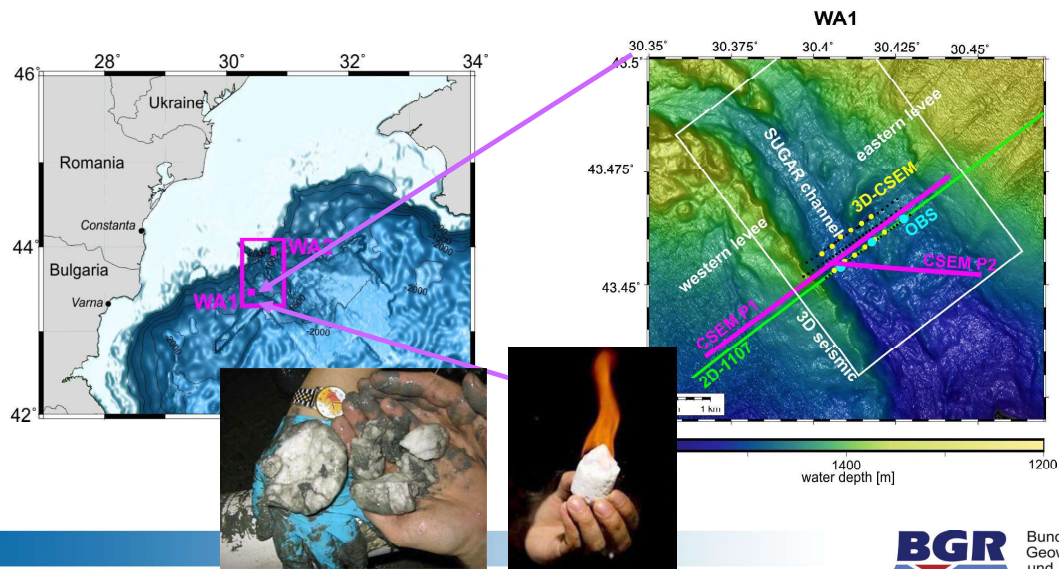 WA1
28° 30° 32° 34°
46°
44°
42°
Ukraine
Romania
Constanta
Bulgaria
Varna
WA2
WA1
-2000
-2000
-2000
30.35° 30.375° 30.4° 30.425° 30.45°
43.5°
43.475°
43.45°
eastern levee
SUGAR channel
3D-CSEM
OBS
western levee
CSEM P2
CSEM P1
3D seismic
2D-1107
1 km
1400 1200
water depth [m]
BGR